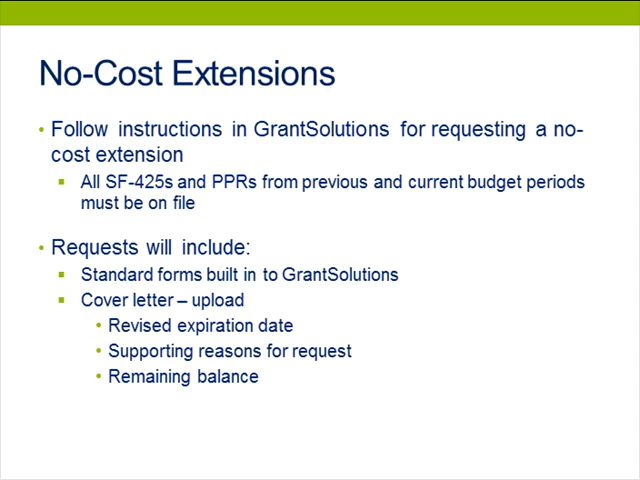 No-Cost Extensions
• Follow instructions in GrantSolutions for requesting a no-
cost extension
▪ All SF-425s and PPRs from previous and current budget periods
must be on file
• Requests will include:
▪ Standard forms built in to GrantSolutions
▪ Cover letter – upload
• Revised expiration date
• Supporting reasons for request
• Remaining balance